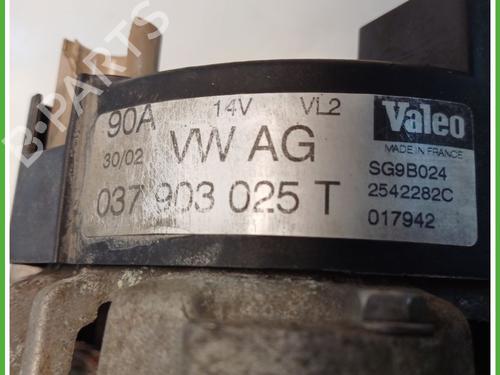 90A 14V VL2
30/02 VW AG
037 903 025 T
Valeo
MADE IN FRANCE
SG9B024
2542282C
017942
B-PARTS